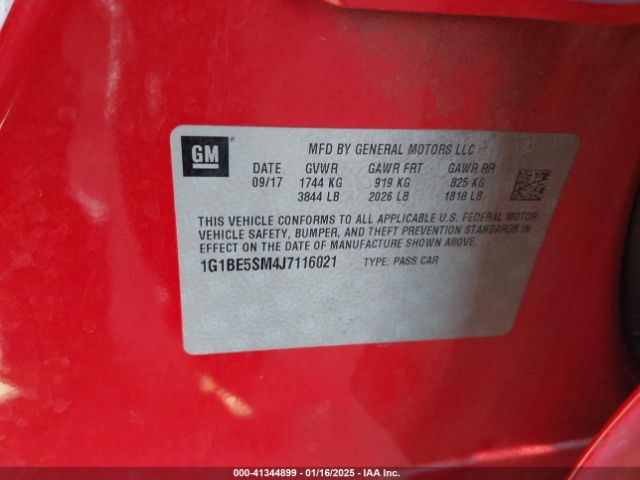 GM
MFD BY GENERAL MOTORS LLC
DATE GVWR GAWR FRT GAWR RR
09/17 1744 KG 919 KG 825 KG
3844 LB 2026 LB 1818 LB
THIS VEHICLE CONFORMS TO ALL APPLICABLE U.S. FEDERAL MOTOR
VEHICLE SAFETY, BUMPER, AND THEFT PREVENTION STANDARDS IN
EFFECT ON THE DATE OF MANUFACTURE SHOWN ABOVE.
1G1BE5SM4J7116021 TYPE: PASS CAR
000-41344899 - 01/16/2025 - IAA Inc.